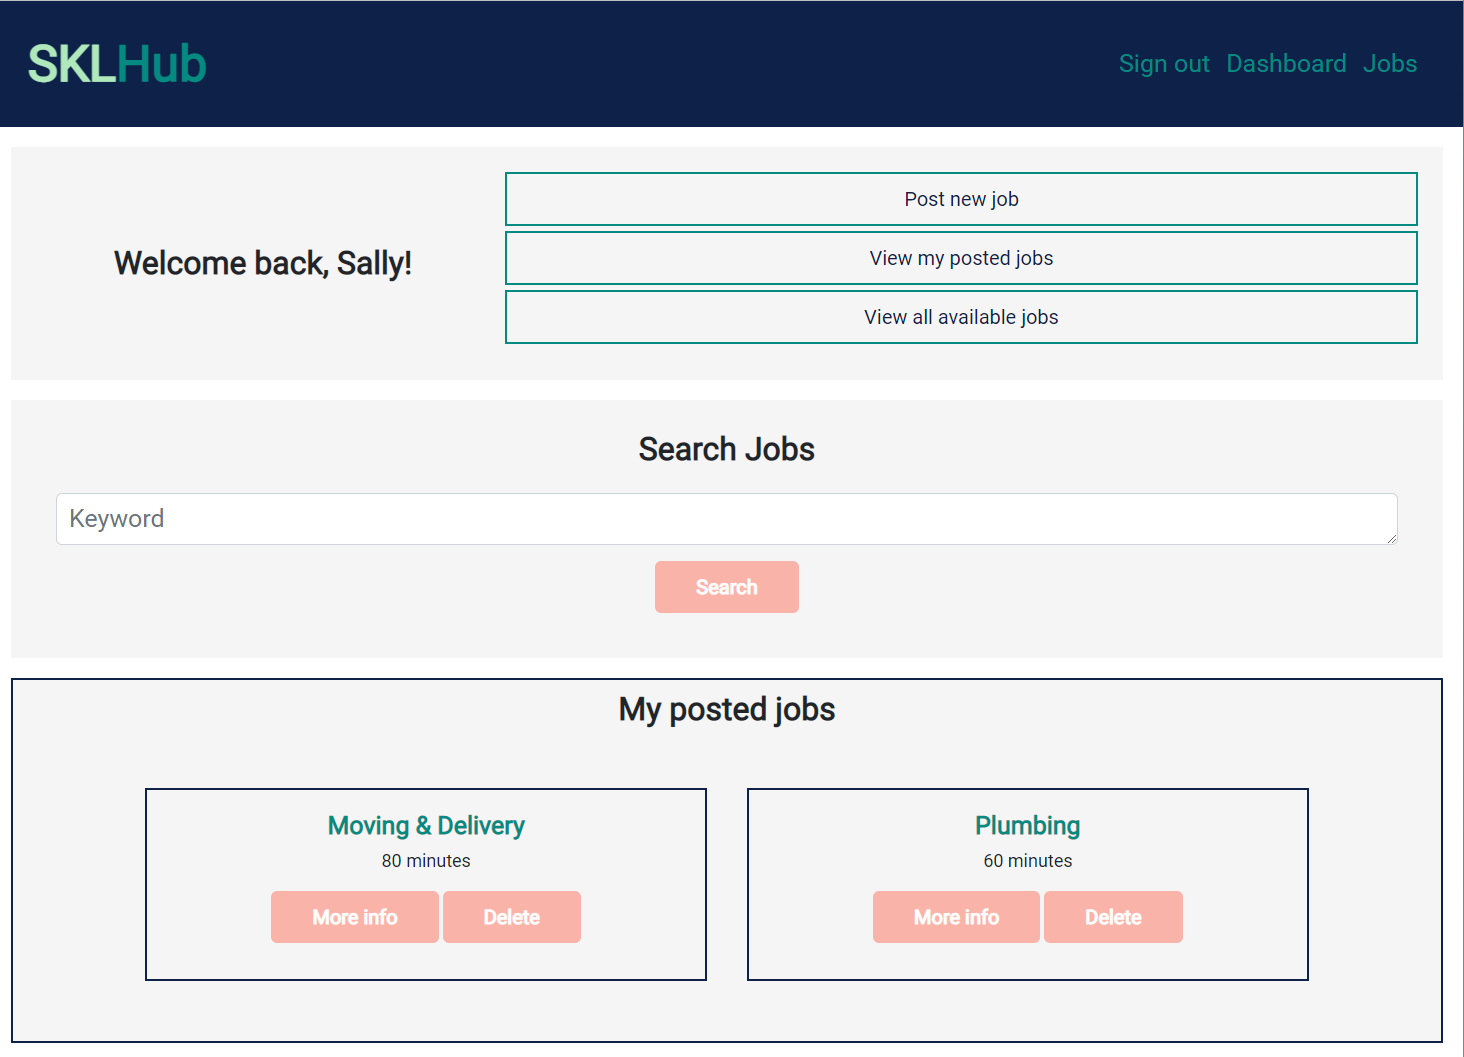 SKLHub
Sign out Dashboard Jobs
Welcome back, Sally!
Post new job
View my posted jobs
View all available jobs
Search Jobs
Keyword
Search
My posted jobs
Moving & Delivery
80 minutes
More info Delete
Plumbing
60 minutes
More info Delete